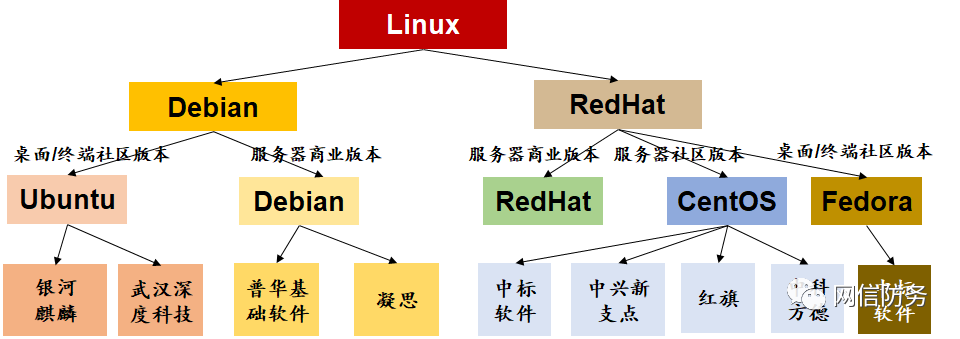 Linux
Debian
RedHat
桌面/终端社区版本
服务器商业版本
服务器商业版本
服务器社区版本
桌面/终端社区版本
Ubuntu
Debian
RedHat
CentOS
Fedora
银河
麒麟
武汉深
度科技
普华基
础软件
凝思
中标
软件
中兴新
支点
红旗
科
方德
中标
软件
网信防务